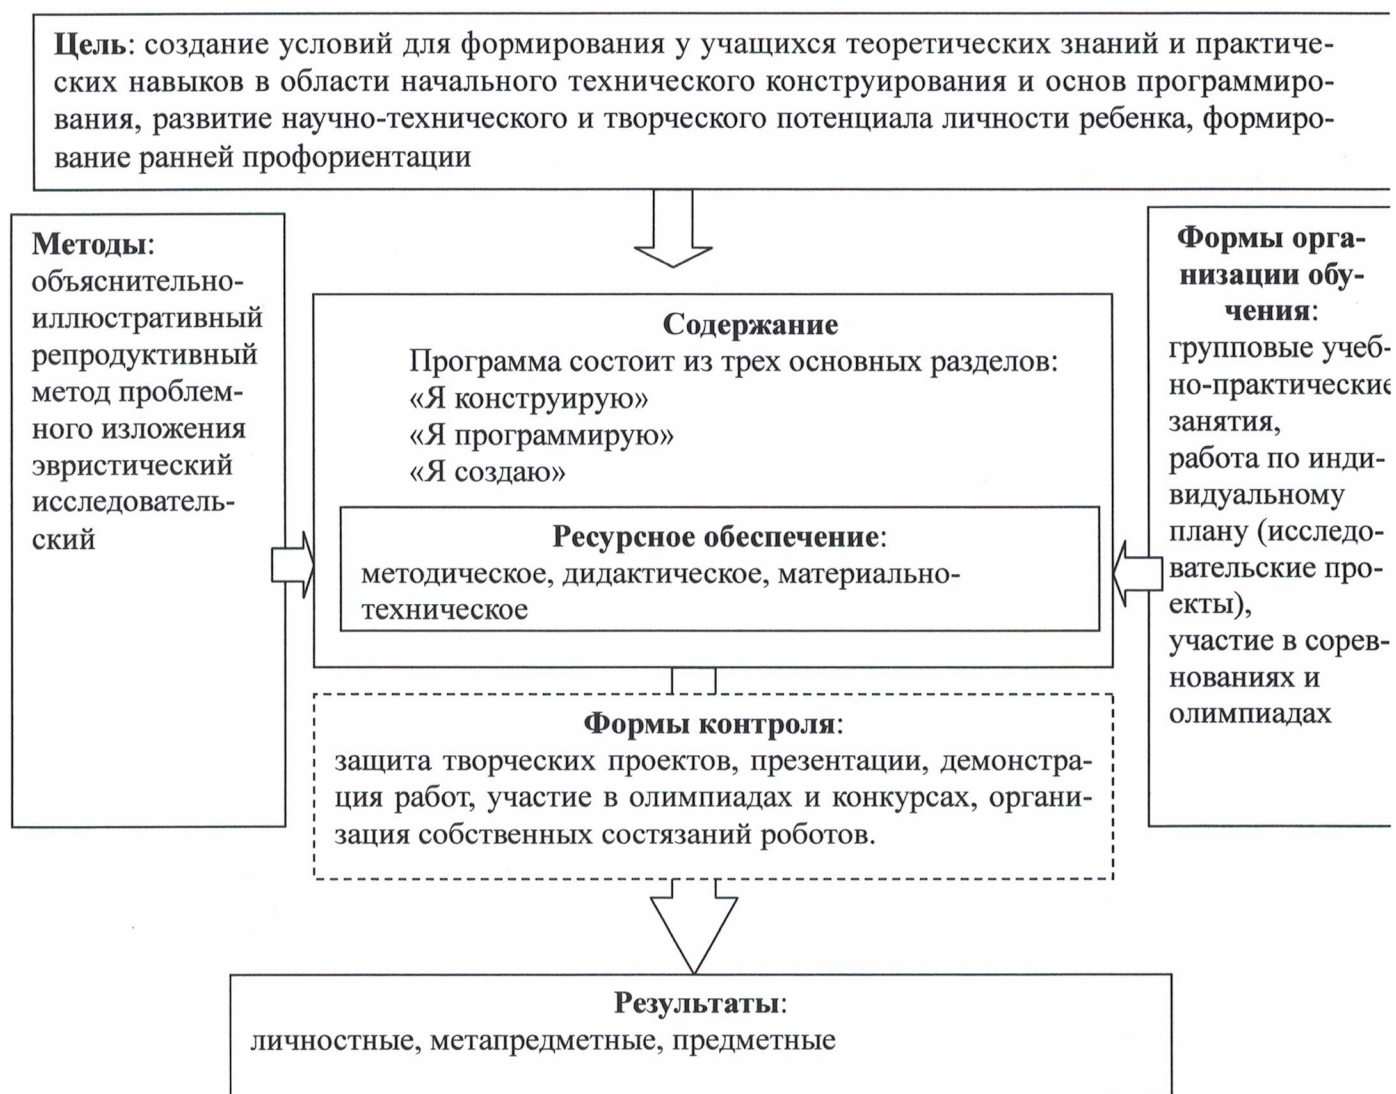 Цель: создание условий для формирования у учащихся теоретических знаний и практиче-
ских навыков в области начального технического конструирования и основ программиро-
вания, развитие научно-технического и творческого потенциала личности ребенка, формиро-
вание ранней профориентации
Методы:
объяснительно-
иллюстративный
репродуктивный
метод проблем-
ного изложения
эвристический
исследователь-
ский
Содержание
Программа состоит из трех основных разделов:
«Я конструирую»
«Я программирую»
«Я создаю»
Ресурсное обеспечение:
методическое, дидактическое, материально-
техническое
Формы орга-
низации обу-
чения:
групповые учеб-
но-практические
занятия,
работа по инди-
видуальному
плану (исследо-
вательские про-
екты),
участие в сорев-
нованиях и
олимпиадах
Формы контроля:
защита творческих проектов, презентации, демонстра-
ция работ, участие в олимпиадах и конкурсах, органи-
зация собственных состязаний роботов.
Результаты:
личностные, метапредметные, предметные